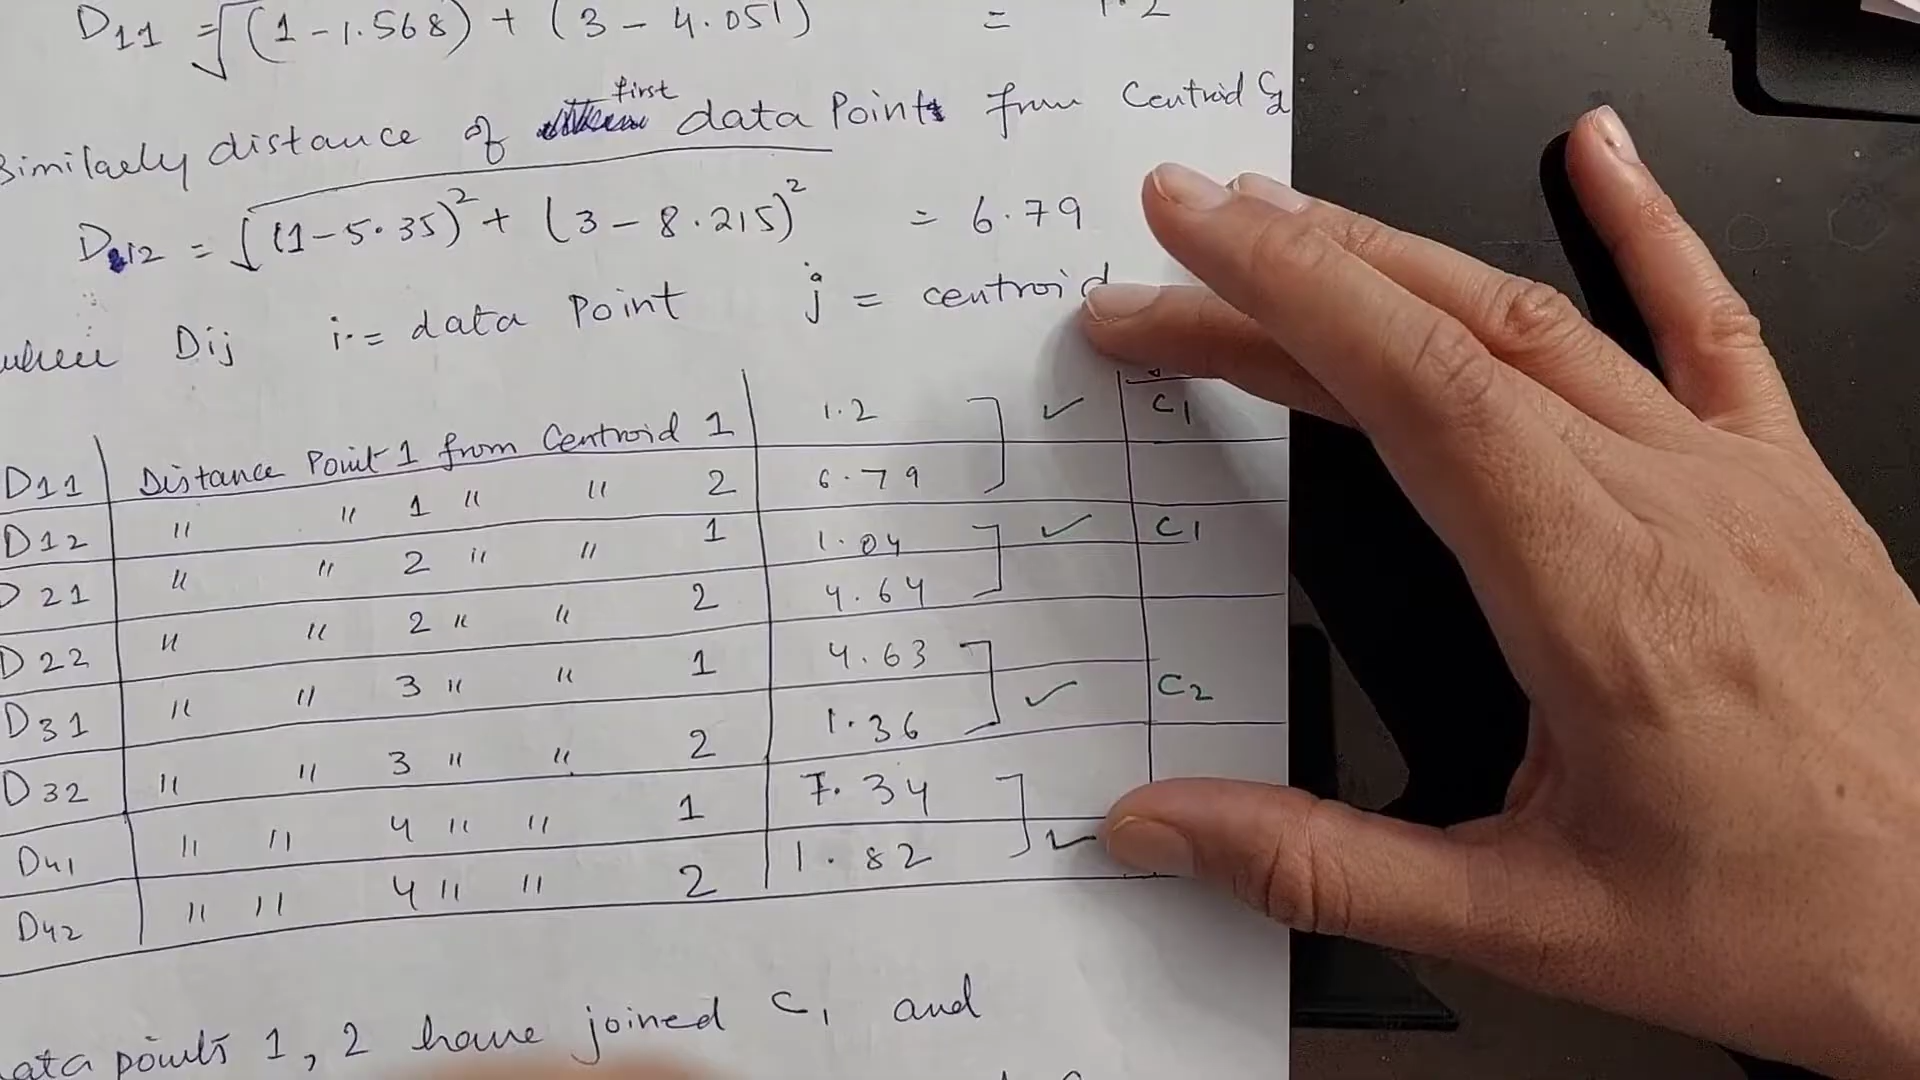 D11 = √(1-1.568) + (3 - 4.051) = 1.2
Similaely distance of first data Point from Centroid C2
D12 = √(1-5.35)² + (3 - 8.215)² = 6.79
Dij i = data Point j = centroid
D11 Distance Point 1 from Centroid 1 1.2 ✓ C1
D12 " " 1 " " 2 6.79
D21 " " 2 " " 1 1.04 ✓ C1
D22 " " 2 " " 2 4.64
D31 " " 3 " " 1 4.63 ✓ C2
D32 " " 3 " " 2 1.36
D41 " " 4 " " 1 7.34 ✓
D42 " " 4 " " 2 1.82
points 1, 2 have joined C1 and